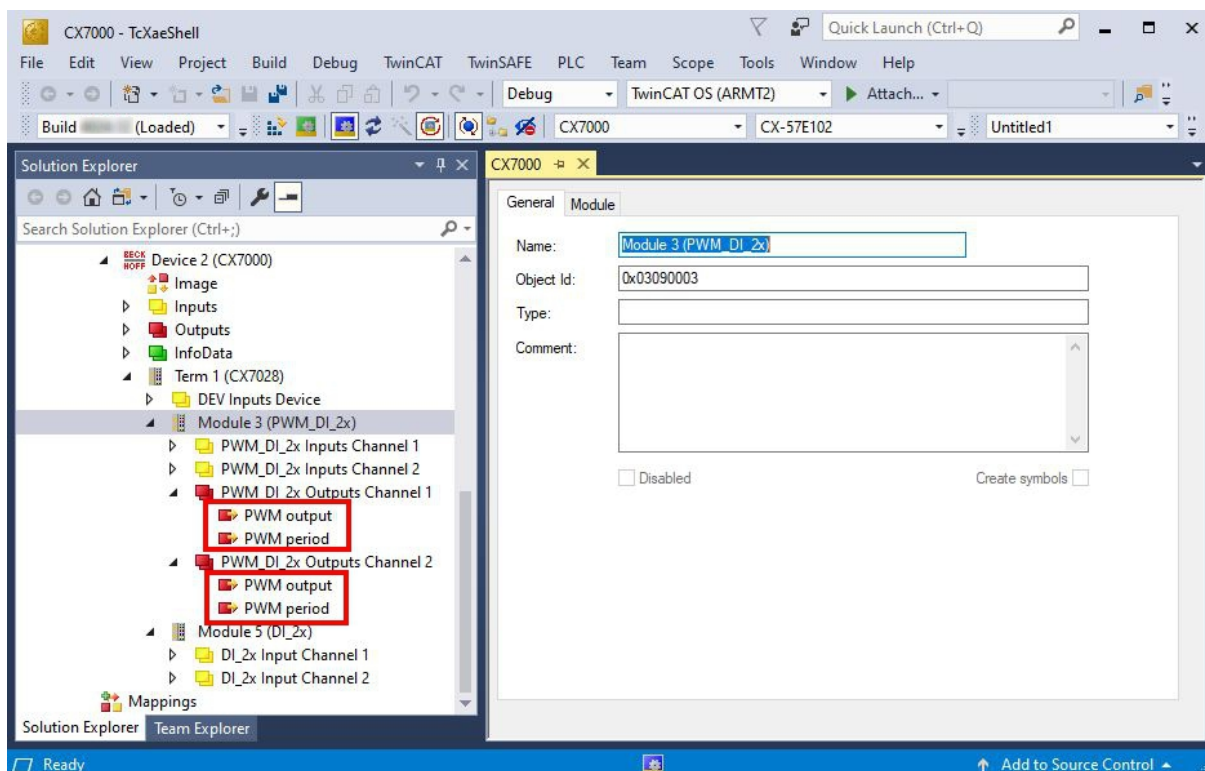 CX7000 - TcXaeShell
Quick Launch (Ctrl+Q)
File Edit View Project Build Debug TwinCAT TwinSAFE PLC Team Scope Tools Window Help
Debug TwinCAT OS (ARMT2) Attach...
Build (Loaded) CX7000 CX-57E102 Untitled1
Solution Explorer
Search Solution Explorer (Ctrl+;)
BECK
HOFF
Device 2 (CX7000)
Image
Inputs
Outputs
InfoData
Term 1 (CX7028)
DEV Inputs Device
Module 3 (PWM_DI_2x)
PWM_DI_2x Inputs Channel 1
PWM_DI_2x Inputs Channel 2
PWM_DI_2x Outputs Channel 1
PWM output
PWM period
PWM_DI_2x Outputs Channel 2
PWM output
PWM period
Module 5 (DI_2x)
DI_2x Input Channel 1
DI_2x Input Channel 2
Mappings
Solution Explorer Team Explorer
CX7000
General Module
Name: Module 3 (PWM_DI_2x)
Object Id: 0x03090003
Type:
Comment:
Disabled Create symbols
Ready Add to Source Control